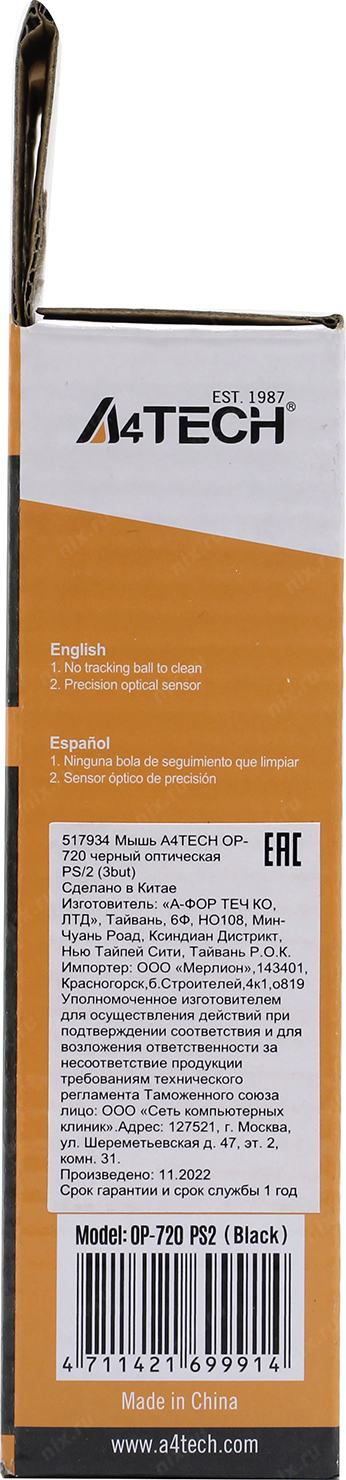 EST. 1987
A4TECH®
English
1. No tracking ball to clean
2. Precision optical sensor
Español
1. Ninguna bola de seguimiento que limpiar
2. Sensor óptico de precisión
517934 Мышь A4TECH OP-
720 черный оптическая
PS/2 (3but)
Сделано в Китае
Изготовитель: «А-ФОР ТЕЧ КО,
ЛТД», Тайвань, 6Ф, НО108, Мин-
Чуань Роад, Ксиндиан Дистрикт,
Нью Тайпей Сити, Тайвань Р.О.К.
Импортер: ООО «Мерлион»,143401,
Красногорск,б.Строителей,4к1,о819
Уполномоченное изготовителем
для осуществления действий при
подтверждении соответствия и для
возложения ответственности за
несоответствие продукции
требованиям технического
регламента Таможенного союза
лицо: ООО «Сеть компьютерных
клиник».Адрес: 127521, г. Москва,
ул. Шереметьевская д. 47, эт. 2,
комн. 31.
Произведено: 11.2022
Срок гарантии и срок службы 1 год
EAC
Model: OP-720 PS2 (Black)
4 711421 699914
Made in China
www.a4tech.com